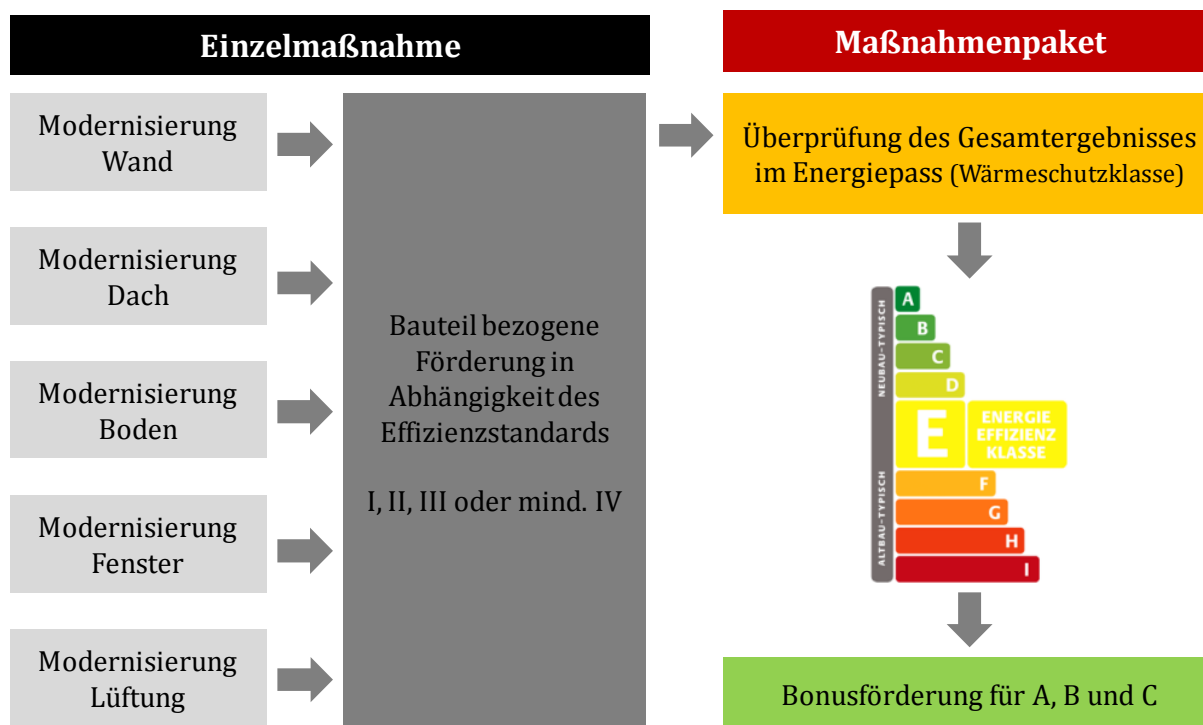 Einzelmaßnahme
Maßnahmenpaket
Modernisierung
Wand
Modernisierung
Dach
Modernisierung
Boden
Modernisierung
Fenster
Modernisierung
Lüftung
Bauteil bezogene
Förderung in
Abhängigkeit des
Effizienzstandards
I, II, III oder mind. IV
Überprüfung des Gesamtergebnisses
im Energiepass (Wärmeschutzklasse)
NEUBAU-TYPISCH
ALTBAU-TYPISCH
A
B
C
D
E
ENERGIE
EFFIZIENZ
KLASSE
F
G
H
I
Bonusförderung für A, B und C